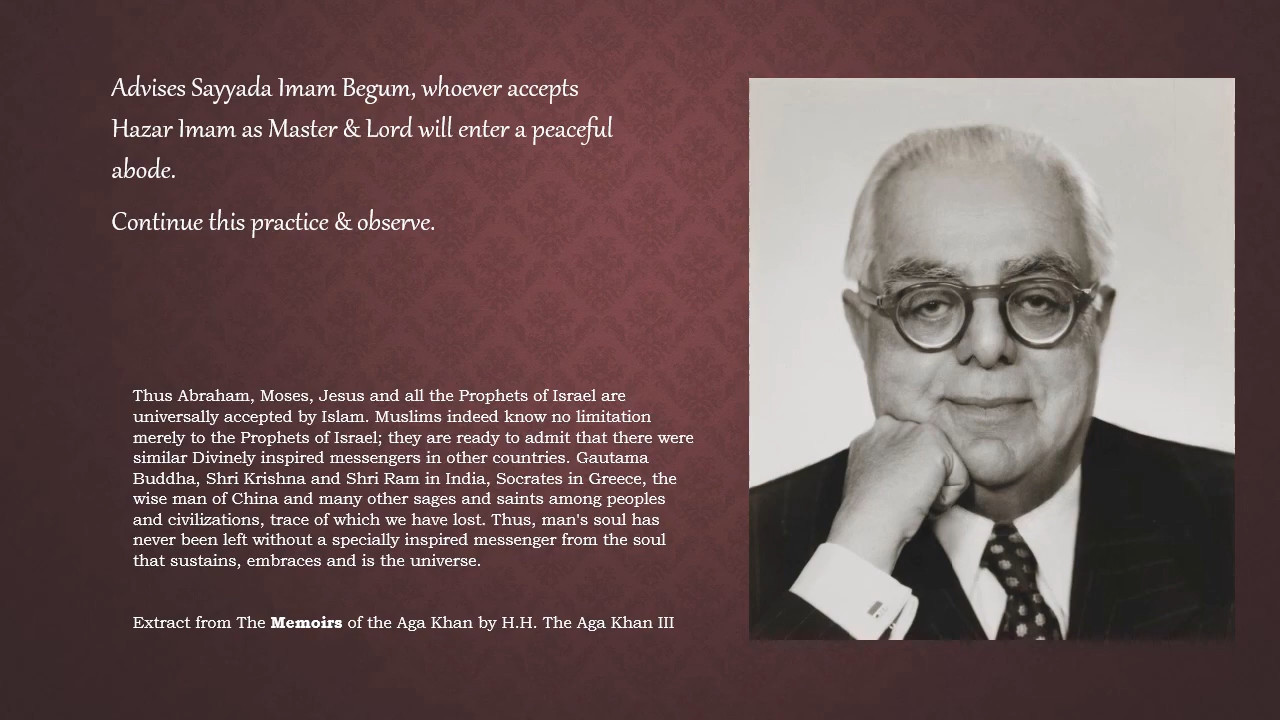 Advises Sayyada Imam Begum, whoever accepts
Hazar Imam as Master & Lord will enter a peaceful
abode.
Continue this practice & observe.
Thus Abraham, Moses, Jesus and all the Prophets of Israel are
universally accepted by Islam. Muslims indeed know no limitation
merely to the Prophets of Israel; they are ready to admit that there were
similar Divinely inspired messengers in other countries. Gautama
Buddha, Shri Krishna and Shri Ram in India, Socrates in Greece, the
wise man of China and many other sages and saints among peoples
and civilizations, trace of which we have lost. Thus, man's soul has
never been left without a specially inspired messenger from the soul
that sustains, embraces and is the universe.
Extract from The Memoirs of the Aga Khan by H.H. The Aga Khan III